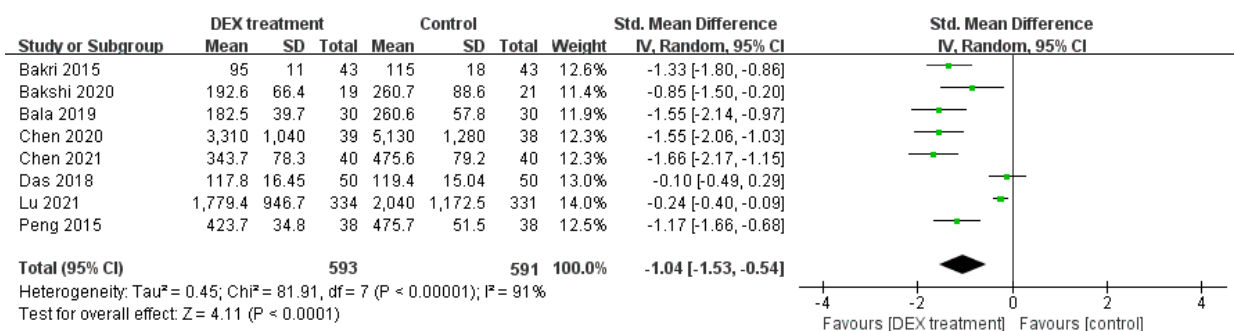 DEX treatment Control Std. Mean Difference Std. Mean Difference
Study or Subgroup Mean SD Total Mean SD Total Weight IV, Random, 95% CI IV, Random, 95% CI
Bakri 2015 95 11 43 115 18 43 12.6% -1.33 [-1.80, -0.86]
Bakshi 2020 192.6 66.4 19 260.7 88.6 21 11.4% -0.85 [-1.50, -0.20]
Bala 2019 182.5 39.7 30 260.6 57.8 30 11.9% -1.55 [-2.14, -0.97]
Chen 2020 3,310 1,040 39 5,130 1,280 38 12.3% -1.55 [-2.06, -1.03]
Chen 2021 343.7 78.3 40 475.6 79.2 40 12.3% -1.66 [-2.17, -1.15]
Das 2018 117.8 16.45 50 119.4 15.04 50 13.0% -0.10 [-0.49, 0.29]
Lu 2021 1,779.4 946.7 334 2,040 1,172.5 331 14.0% -0.24 [-0.40, -0.09]
Peng 2015 423.7 34.8 38 475.7 51.5 38 12.5% -1.17 [-1.66, -0.68]
Total (95% CI) 593 591 100.0% -1.04 [-1.53, -0.54]
Heterogeneity: Tau² = 0.45; Chi² = 81.91, df = 7 (P < 0.00001); I² = 91%
Test for overall effect: Z = 4.11 (P < 0.0001)
-4 -2 0 2 4
Favours [DEX treatment] Favours [control]